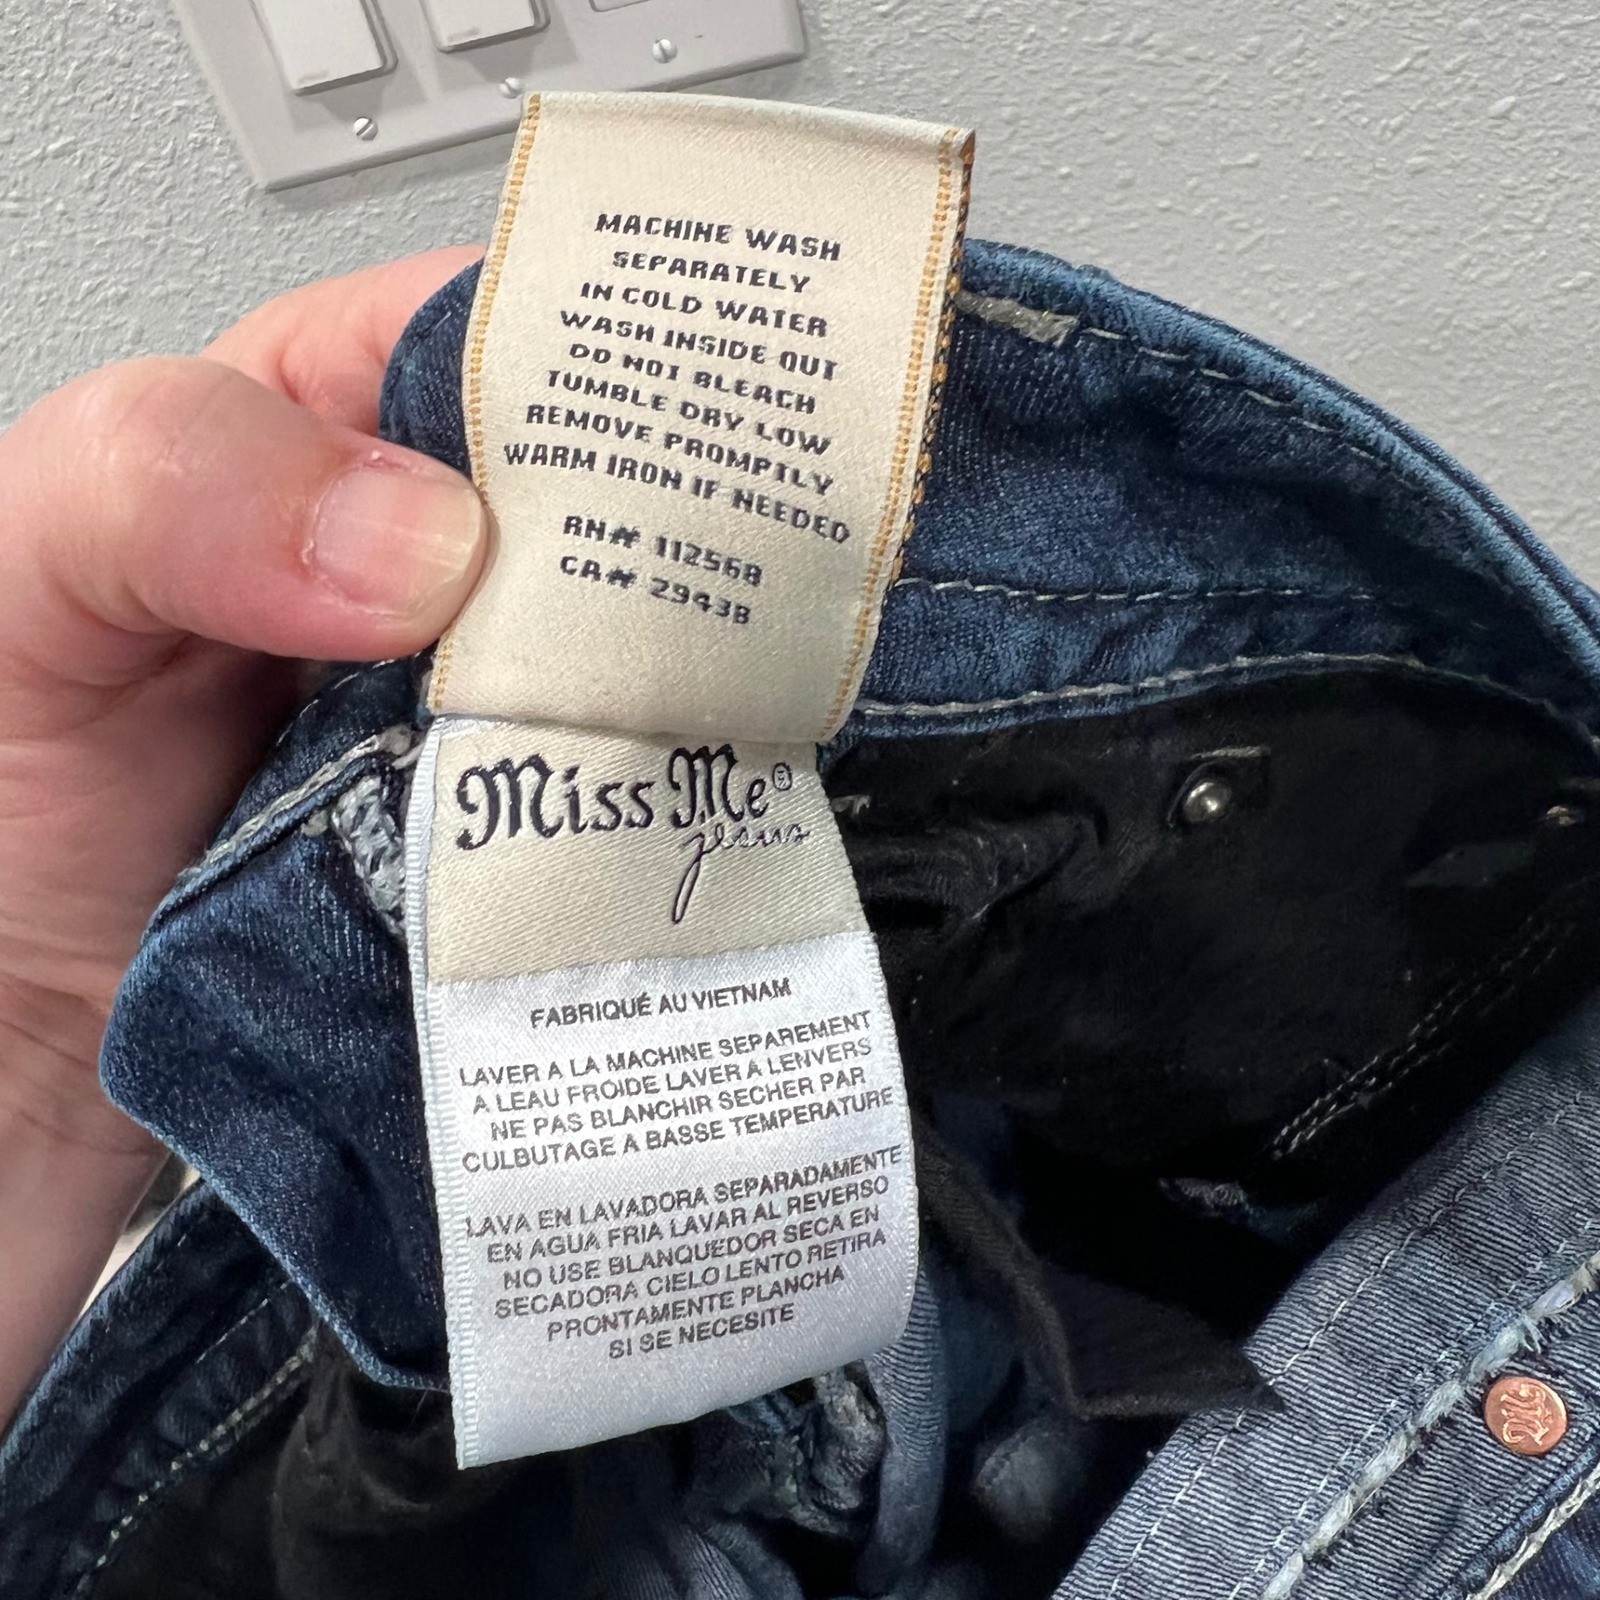 MACHINE WASH
SEPARATELY
IN COLD WATER
WASH INSIDE OUT
DO NOT BLEACH
TUMBLE DRY LOW
REMOVE PROMPTLY
WARM IRON IF NEEDED
RN# 112568
CA# 29438
Miss Me®
jeans
FABRIQUÉ AU VIETNAM
LAVER A LA MACHINE SEPAREMENT
A LEAU FROIDE LAVER A LENVERS
NE PAS BLANCHIR SECHER PAR
CULBUTAGE A BASSE TEMPERATURE
LAVA EN LAVADORA SEPARADAMENTE
EN AGUA FRIA LAVAR AL REVERSO
NO USE BLANQUEDOR SECA EN
SECADORA CIELO LENTO RETIRA
PRONTAMENTE PLANCHA
SI SE NECESITE
M